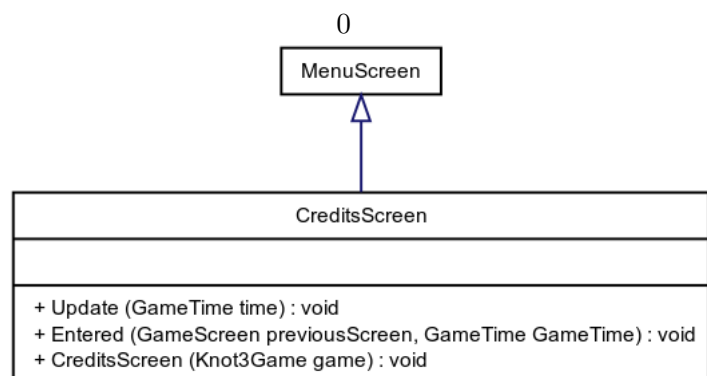 0
MenuScreen
CreditsScreen
+ Update (GameTime time) : void
+ Entered (GameScreen previousScreen, GameTime GameTime) : void
+ CreditsScreen (Knot3Game game) : void